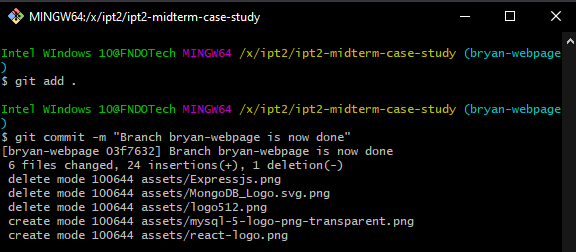 MINGW64:/x/ipt2/ipt2-midterm-case-study
Intel WIndows 10@FNDOTech MINGW64 /x/ipt2/ipt2-midterm-case-study (bryan-webpage
)
$ git add .
Intel WIndows 10@FNDOTech MINGW64 /x/ipt2/ipt2-midterm-case-study (bryan-webpage
)
$ git commit -m "Branch bryan-webpage is now done"
[bryan-webpage 03f7632] Branch bryan-webpage is now done
 6 files changed, 24 insertions(+), 1 deletion(-)
 delete mode 100644 assets/Expressjs.png
 delete mode 100644 assets/MongoDB_Logo.svg.png
 delete mode 100644 assets/logo512.png
 create mode 100644 assets/mysql-5-logo-png-transparent.png
 create mode 100644 assets/react-logo.png